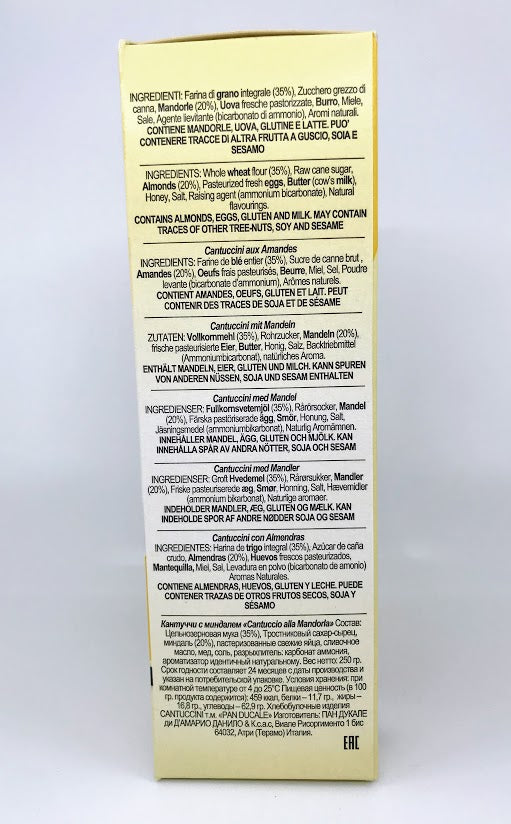 INGREDIENTI: Farina di grano integrale (35%), Zucchero grezzo di
canna, Mandorle (20%), Uova fresche pastorizzate, Burro, Miele,
Sale, Agente lievitante (bicarbonato di ammonio), Aromi naturali.
CONTIENE MANDORLE, UOVA, GLUTINE E LATTE. PUO'
CONTENERE TRACCE DI ALTRA FRUTTA A GUSCIO, SOIA E
SESAMO
INGREDIENTS: Whole wheat flour (35%), Raw cane sugar,
Almonds (20%), Pasteurized fresh eggs, Butter (cow's milk),
Honey, Salt, Raising agent (ammonium bicarbonate), Natural
flavourings.
CONTAINS ALMONDS, EGGS, GLUTEN AND MILK. MAY CONTAIN
TRACES OF OTHER TREE-NUTS, SOY AND SESAME
Cantuccini aux Amandes
INGREDIENTS: Farine de blé entier (35%), Sucre de canne brut ,
Amandes (20%), Oeufs frais pasteurisés, Beurre, Miel, Sel, Poudre
levante (bicarbonate d'ammonium), Arômes naturels.
CONTIENT AMANDES, OEUFS, GLUTEN ET LAIT. PEUT
CONTENIR DES TRACES DE SOJA ET DE SÉSAME
Cantuccini mit Mandeln
ZUTATEN: Vollkornmehl (35%), Rohrzucker, Mandeln (20%),
frische pasteurisierte Eier, Butter, Honig, Salz, Backtriebmittel
(Ammoniumbicarbonat), natürliches Aroma.
ENTHÄLT MANDELN, EIER, GLUTEN UND MILCH. KANN SPUREN
VON ANDEREN NÜSSEN, SOJA UND SESAM ENTHALTEN
Cantuccini med Mandel
INGREDIENSER: Fullkornsvetemjöl (35%), Rårörsocker, Mandel
(20%), Färska pastöriserade ägg, Smör, Honung, Salt,
Jäsningsmedel (ammoniumbikarbonat), Naturlig Aromämnen.
INNEHÅLLER MANDEL, ÄGG, GLUTEN OCH MJÖLK. KAN
INNEHÅLLA SPÅR AV ANDRA NÖTTER, SOJA OCH SESAM
Cantuccini med Mandler
INGREDIENSER: Groft Hvedemel (35%), Rårørsukker, Mandler
(20%), Friske pasteuriserede æg, Smør, Honning, Salt, Hævemidler
(ammonium bikarbonat), Naturlige aromaer.
INDEHOLDER MANDLER, ÆG, GLUTEN OG MÆLK. KAN
INDEHOLDE SPOR AF ANDRE NØDDER SOJA OG SESAM
Cantuccini con Almendras
INGREDIENTES: Harina de trigo integral (35%), Azúcar de caña
crudo, Almendras (20%), Huevos frescos pasteurizados,
Mantequilla, Miel, Sal, Levadura en polvo (bicarbonato de amonio)
Aromas Naturales.
CONTIENE ALMENDRAS, HUEVOS, GLUTEN Y LECHE. PUEDE
CONTENER TRAZAS DE OTROS FRUTOS SECOS, SOJA Y
SÉSAMO
Кантуччи с миндалем «Cantuccio alla Mandorla» Состав:
Цельнозерновая мука (35%), Тростниковый сахар-сырец,
миндаль (20%), пастеризованные свежие яйца, сливочное
масло, мед, соль, разрыхлитель: карбонат аммония,
ароматизатор идентичный натуральному. Вес нетто: 250 гр.
Срок годности составляет 24 месяцев с даты производства и
указан на потребительской упаковке. Условия хранения: при
комнатной температуре от 4 до 25°C Пищевая ценность (в 100
гр. продукта содержится): 459 ккал, белки – 11,7 гр., жиры –
16,8 гр., углеводы – 62,9 гр. Хлебобулочные изделия
CANTUCCINI т.м. «PAN DUCALE» Изготовитель: ПАН ДУКАЛЕ
ди Д'АМАРИО ДАНИЛО & К.с.а.с, Виале Рисоргименто 1 бис
64032, Атри (Терамо) Италия.
EAC